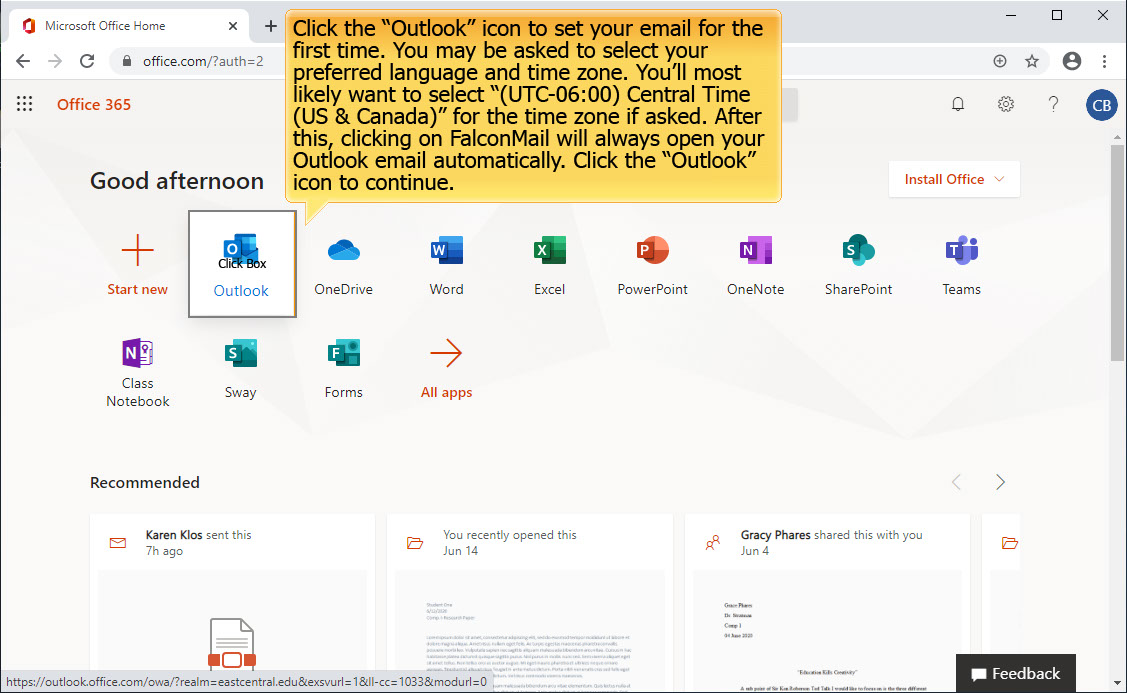 Microsoft Office Home
office.com/?auth=2
Click the “Outlook” icon to set your email for the
first time. You may be asked to select your
preferred language and time zone. You’ll most
likely want to select “(UTC-06:00) Central Time
(US & Canada)” for the time zone if asked. After
this, clicking on FalconMail will always open your
Outlook email automatically. Click the “Outlook”
icon to continue.
Office 365
CB
Good afternoon
Install Office
Start new
Click Box
Outlook
OneDrive
Word
Excel
PowerPoint
OneNote
SharePoint
Teams
Class
Notebook
Sway
Forms
All apps
Recommended
Karen Klos sent this
7h ago
You recently opened this
Jun 14
Gracy Phares shared this with you
Jun 4
Student One
Comp 1 Research Paper
Grace Phares
Comp 1
04 June 2020
"Education Kills Creativity"
Feedback
https://outlook.office.com/owa/?realm=eastcentral.edu&exsvurl=1&ll-cc=1033&modurl=0